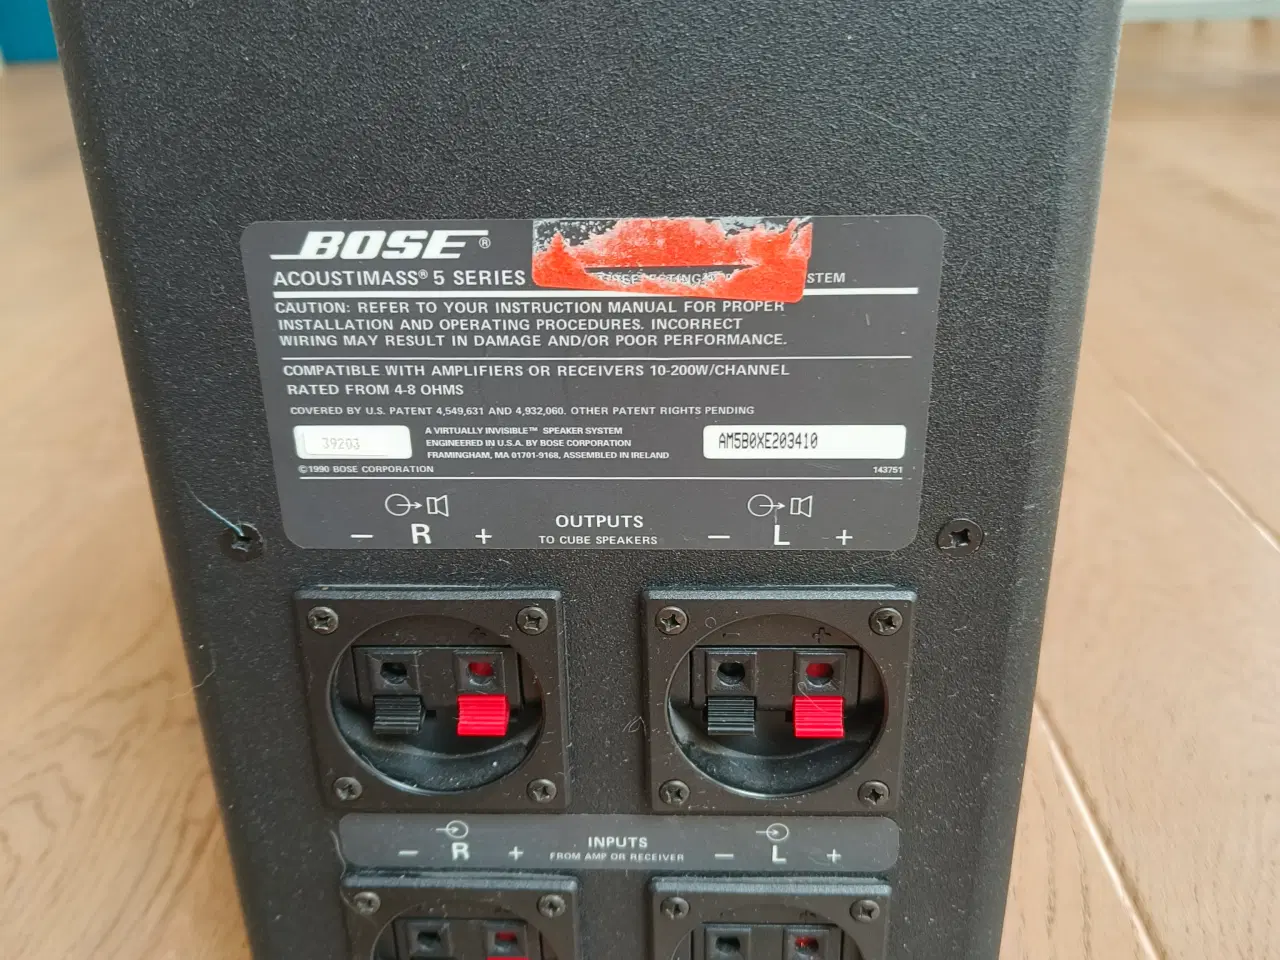 BOSE®
ACOUSTIMASS® 5 SERIES STEM
CAUTION: REFER TO YOUR INSTRUCTION MANUAL FOR PROPER
INSTALLATION AND OPERATING PROCEDURES. INCORRECT
WIRING MAY RESULT IN DAMAGE AND/OR POOR PERFORMANCE.
COMPATIBLE WITH AMPLIFIERS OR RECEIVERS 10-200W/CHANNEL
RATED FROM 4-8 OHMS
COVERED BY U.S. PATENT 4,549,631 AND 4,932,060. OTHER PATENT RIGHTS PENDING
39203
A VIRTUALLY INVISIBLE™ SPEAKER SYSTEM
ENGINEERED IN U.S.A. BY BOSE CORPORATION
FRAMINGHAM, MA 01701-9168, ASSEMBLED IN IRELAND
AM5B0XE203410
©1990 BOSE CORPORATION 143751
− R + OUTPUTS − L +
TO CUBE SPEAKERS
− +
− R + INPUTS − L +
FROM AMP OR RECEIVER